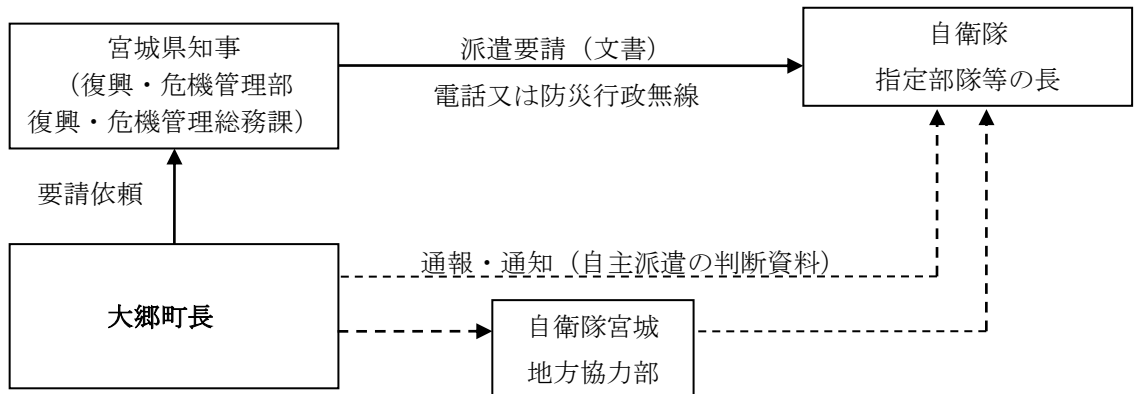 宮城県知事
（復興・危機管理部
復興・危機管理総務課）
派遣要請（文書）
電話又は防災行政無線
自衛隊
指定部隊等の長
要請依頼
大郷町長
通報・通知（自主派遣の判断資料）
自衛隊宮城
地方協力部